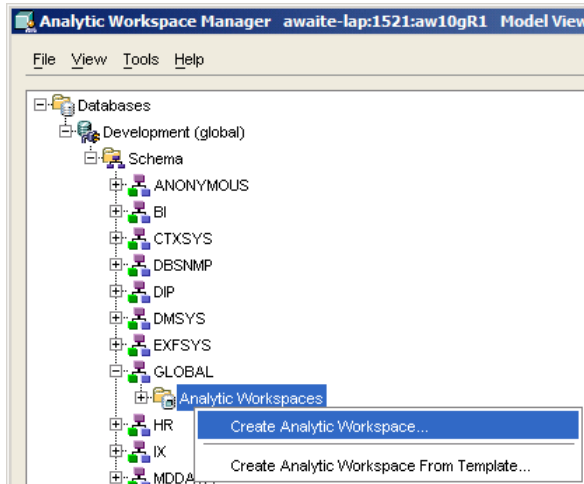 Analytic Workspace Manager awaite-lap:1521:aw10gR1 Model View
File View Tools Help
Databases
Development (global)
Schema
ANONYMOUS
BI
CTXSYS
DBSNMP
DIP
DMSYS
EXFSYS
GLOBAL
Analytic Workspaces
Create Analytic Workspace...
HR
IX
Create Analytic Workspace From Template...